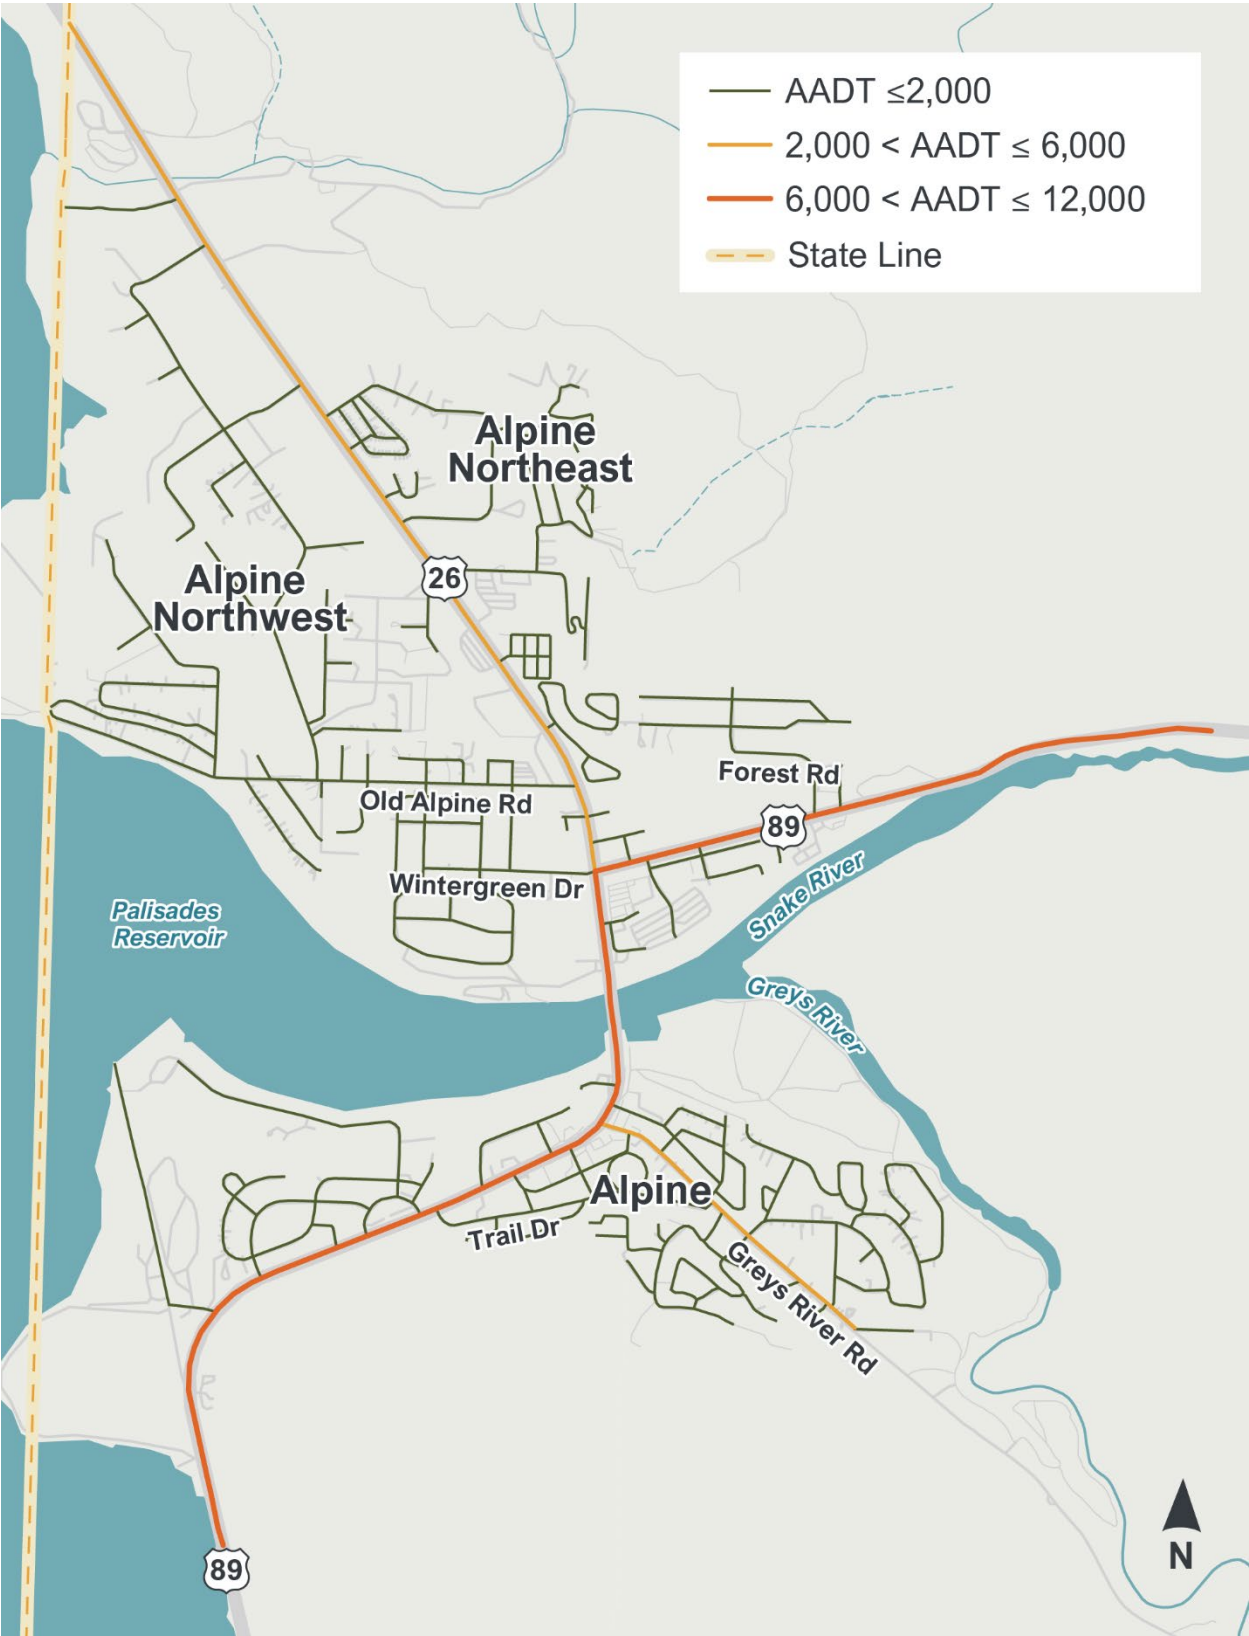 AADT ≤2,000
2,000 < AADT ≤ 6,000
6,000 < AADT ≤ 12,000
State Line
Alpine
Northeast
Alpine
Northwest
26
Forest Rd
Old Alpine Rd
89
Wintergreen Dr
Snake River
Palisades
Reservoir
Greys River
Alpine
Trail Dr
Greys River Rd
N
89